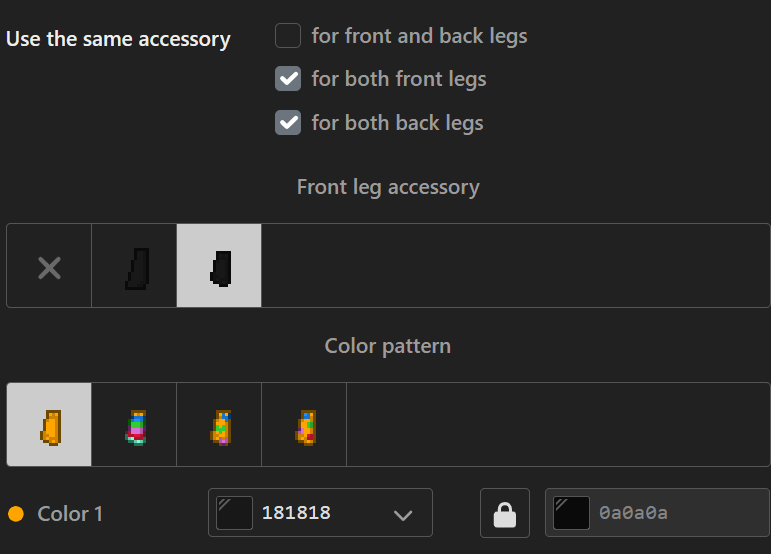 Use the same accessory
for front and back legs
for both front legs
for both back legs
Front leg accessory
Color pattern
Color 1
181818
0a0a0a